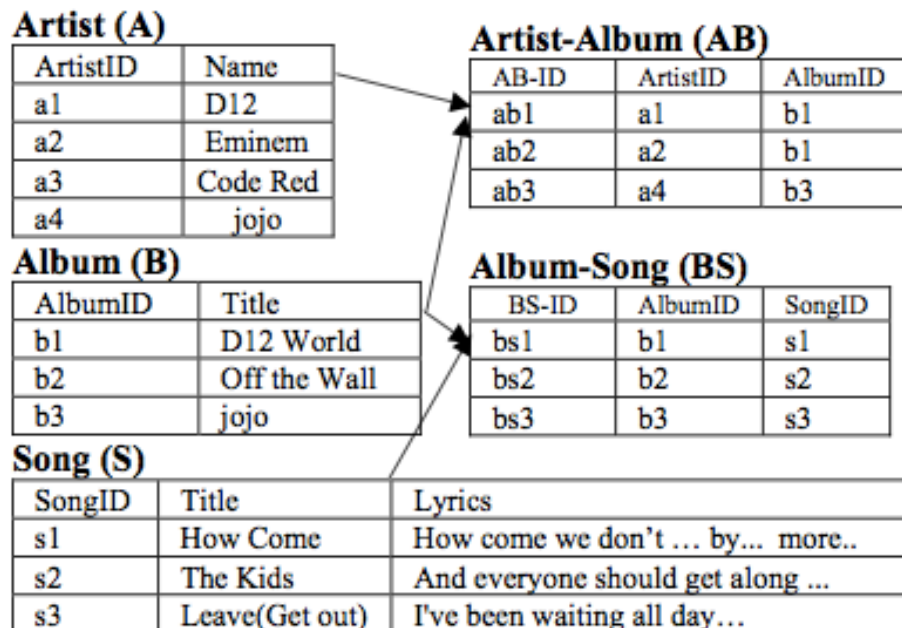 Artist (A)
ArtistID Name
a1 D12
a2 Eminem
a3 Code Red
a4 jojo
Artist-Album (AB)
AB-ID ArtistID AlbumID
ab1 a1 b1
ab2 a2 b1
ab3 a4 b3
Album (B)
AlbumID Title
b1 D12 World
b2 Off the Wall
b3 jojo
Album-Song (BS)
BS-ID AlbumID SongID
bs1 b1 s1
bs2 b2 s2
bs3 b3 s3
Song (S)
SongID Title Lyrics
s1 How Come How come we don't … by... more..
s2 The Kids And everyone should get along ...
s3 Leave(Get out) I've been waiting all day…